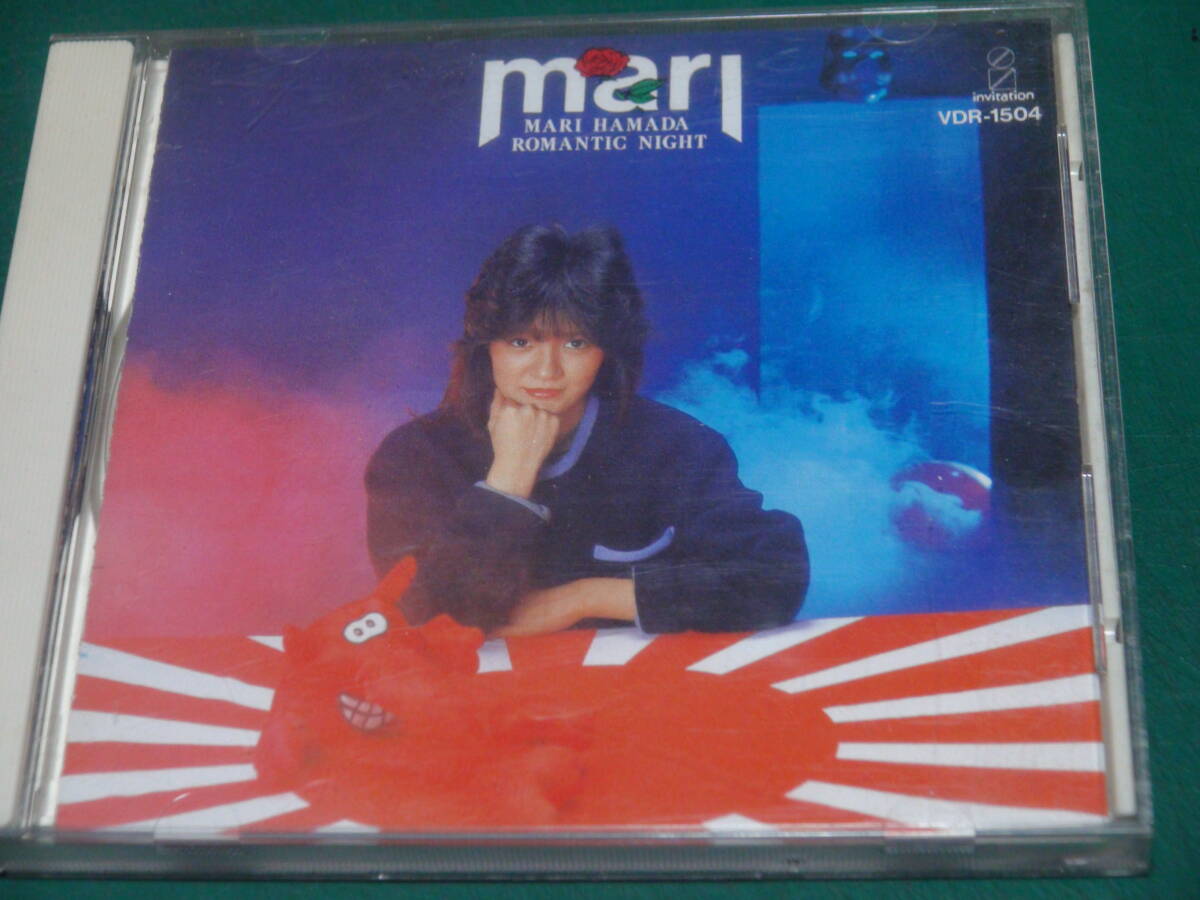 mari
MARI HAMADA
ROMANTIC NIGHT
invitation
VDR-1504